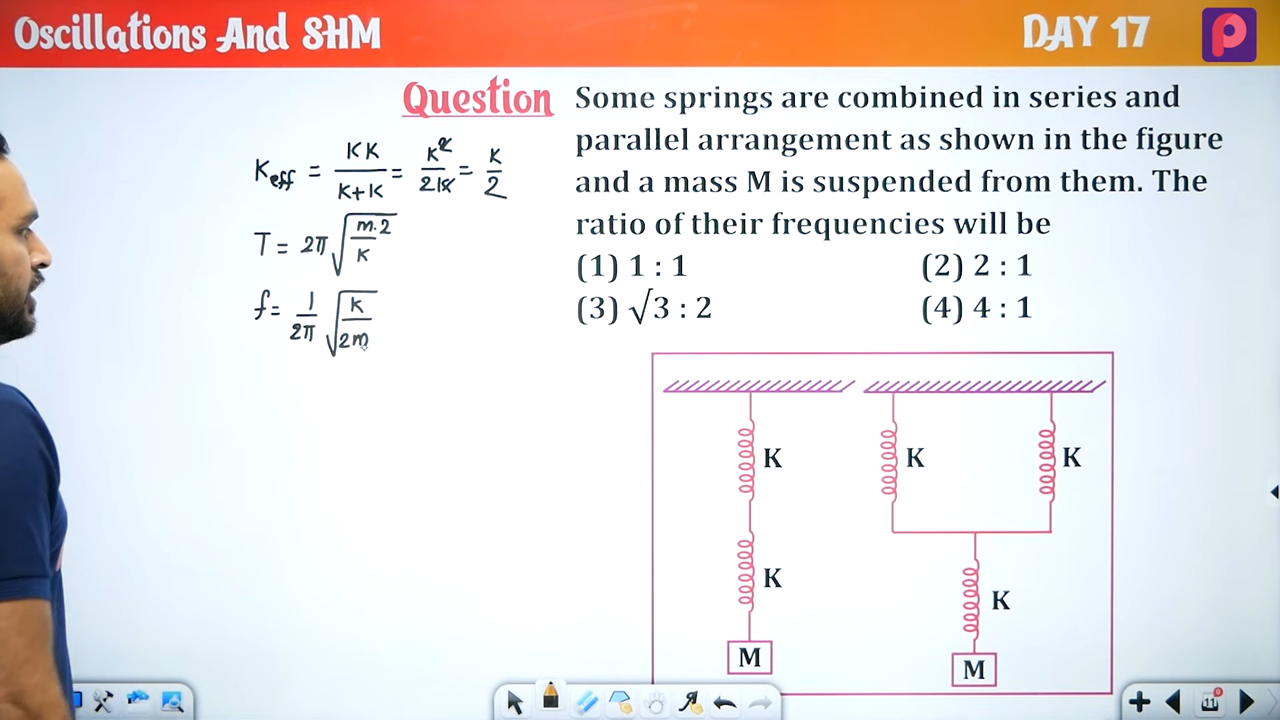 Oscillations And SHM
DAY 17
Question
Some springs are combined in series and
parallel arrangement as shown in the figure
and a mass M is suspended from them. The
ratio of their frequencies will be
(1) 1 : 1
(2) 2 : 1
(3) √3 : 2
(4) 4 : 1
Keff = KK / K+K = K² / 2K = K / 2
T = 2π √(m·2 / K)
f = 1 / 2π √(K / 2m)
K
K
K
K
K
M
M
11